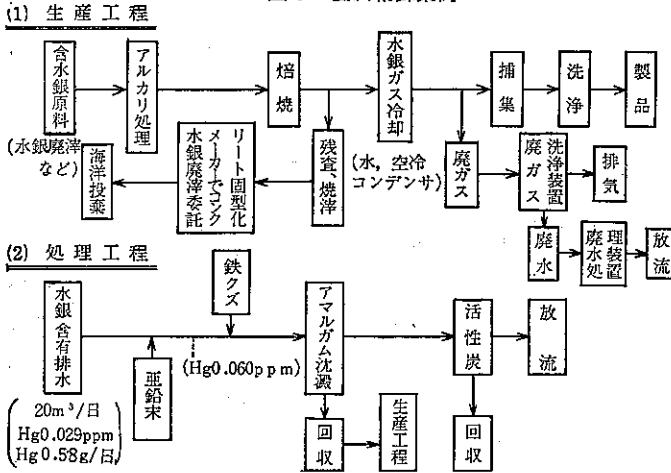 (1) 生産工程
含水銀原料
(水銀廃滓など)
アルカリ処理
焙焼
水銀ガス冷却
捕集
洗浄
製品
残査、焼滓
水銀廃滓委託メーカーでコンクリート固型化
海洋投棄
(水,空冷コンデンサ)
廃ガス
廃ガス洗浄装置
排気
廃水
廃水処理装置
放流
(2) 処理工程
水銀含有排水
20m³/日
Hg0.029ppm
Hg0.58g/日
亜鉛末
鉄クズ
(Hg0.060ppm)
アマルガム沈澱
回収
生産工程
活性炭
回収
放流